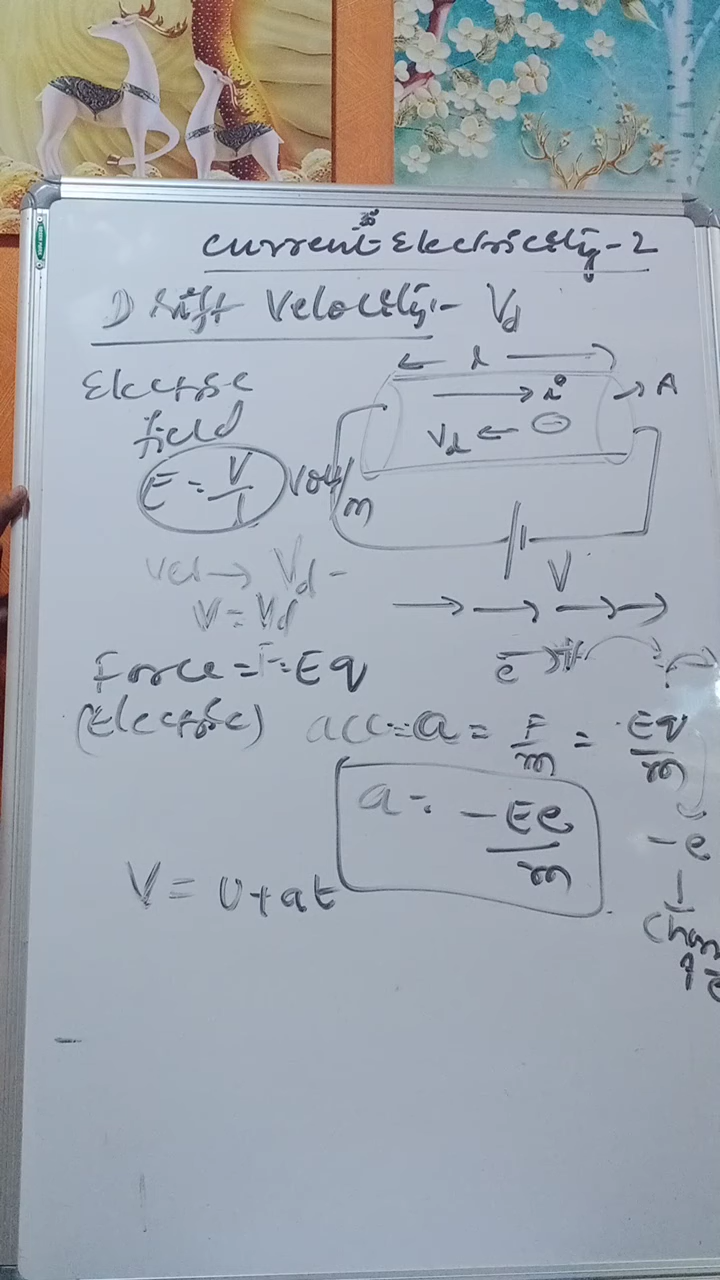 ॐ
Current Electricity-2
Drift Velocity:- Vd
← l →
Electric
field
i → A
Vd ← ⊖
E = V/l Volt/m
V
Vel → Vd -
V = Vd
e
Force = F = Eq
(Electric) acc = a = F/m = Eq/m
a = -Ee/m
-e
V = U + at